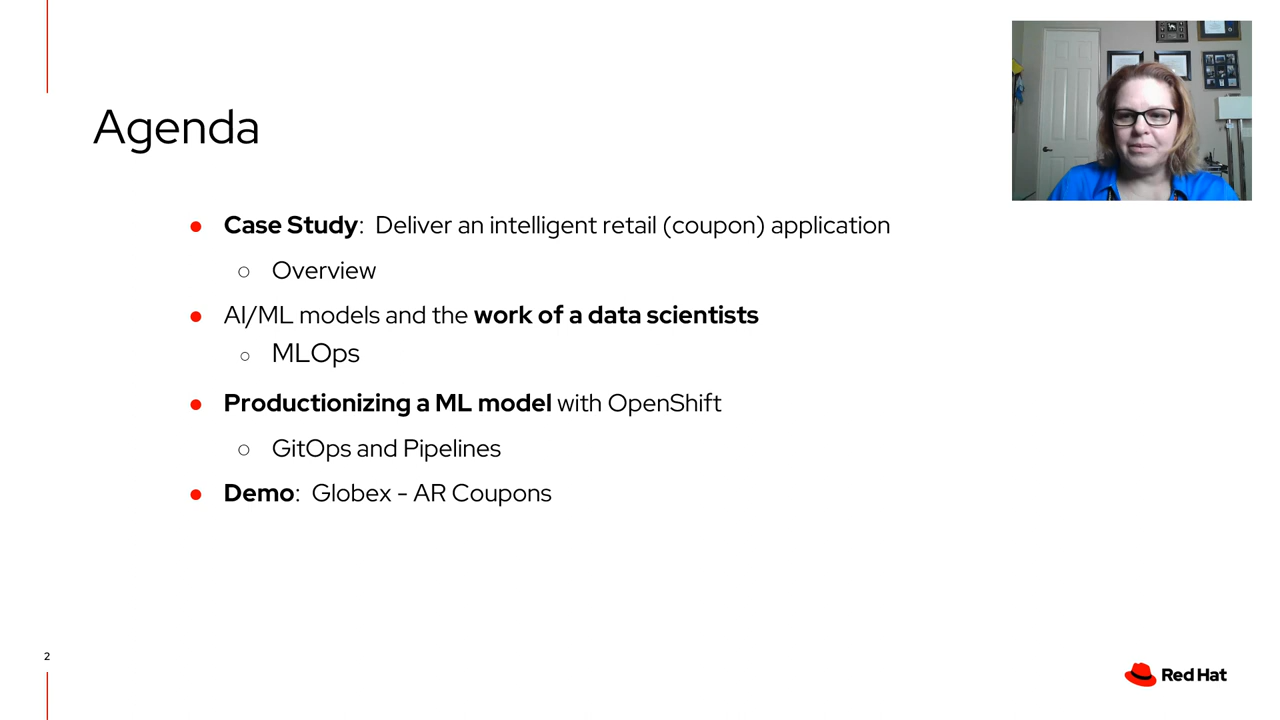 Agenda
● Case Study: Deliver an intelligent retail (coupon) application
○ Overview
● AI/ML models and the work of a data scientists
○ MLOps
● Productionizing a ML model with OpenShift
○ GitOps and Pipelines
● Demo: Globex - AR Coupons
2
Red Hat